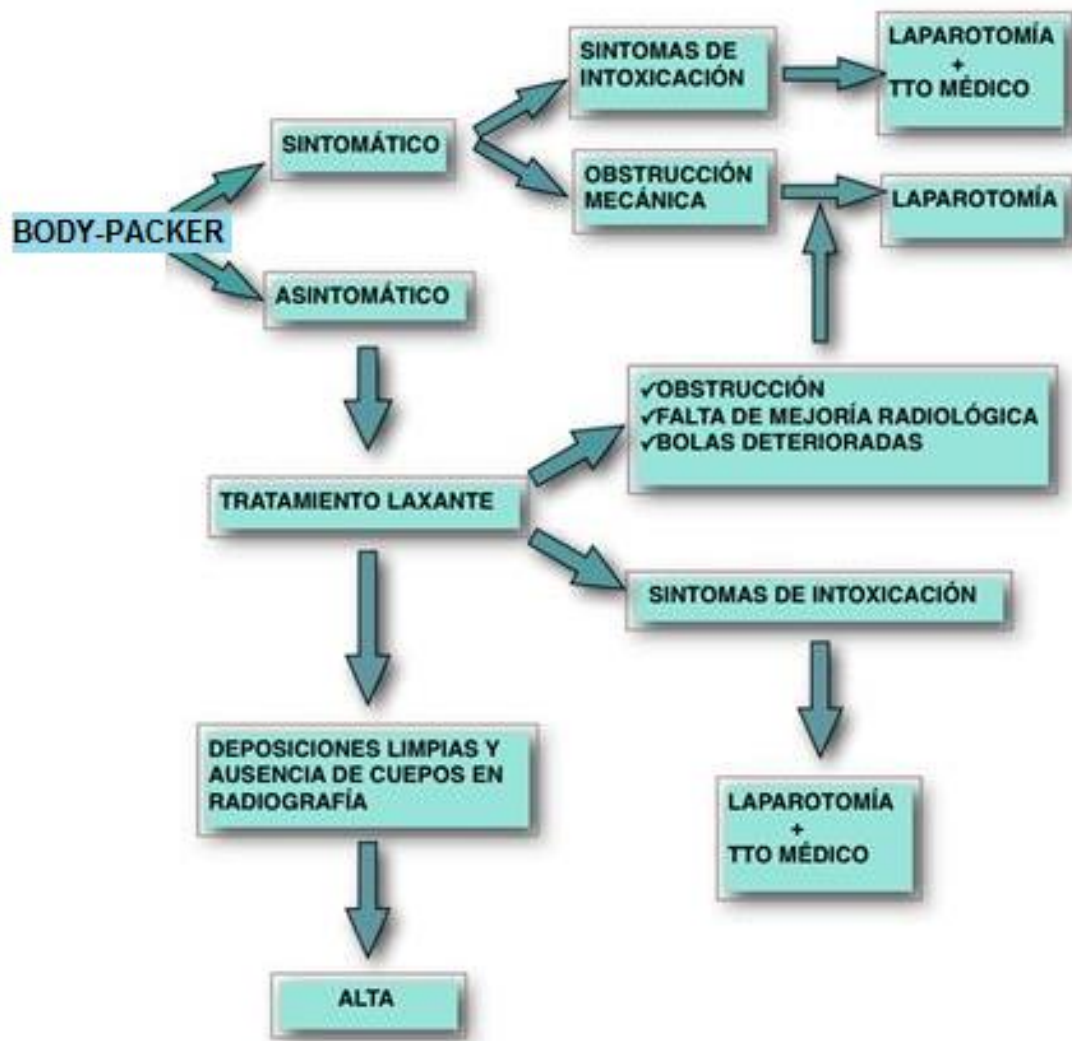 SINTOMAS DE
INTOXICACIÓN
LAPAROTOMÍA
+
TTO MÉDICO
SINTOMÁTICO
OBSTRUCCIÓN
MECÁNICA
LAPAROTOMÍA
BODY-PACKER
ASINTOMÁTICO
✓OBSTRUCCIÓN
✓FALTA DE MEJORÍA RADIOLÓGICA
✓BOLAS DETERIORADAS
TRATAMIENTO LAXANTE
SINTOMAS DE INTOXICACIÓN
DEPOSICIONES LIMPIAS Y
AUSENCIA DE CUEPOS EN
RADIOGRAFÍA
LAPAROTOMÍA
+
TTO MÉDICO
ALTA